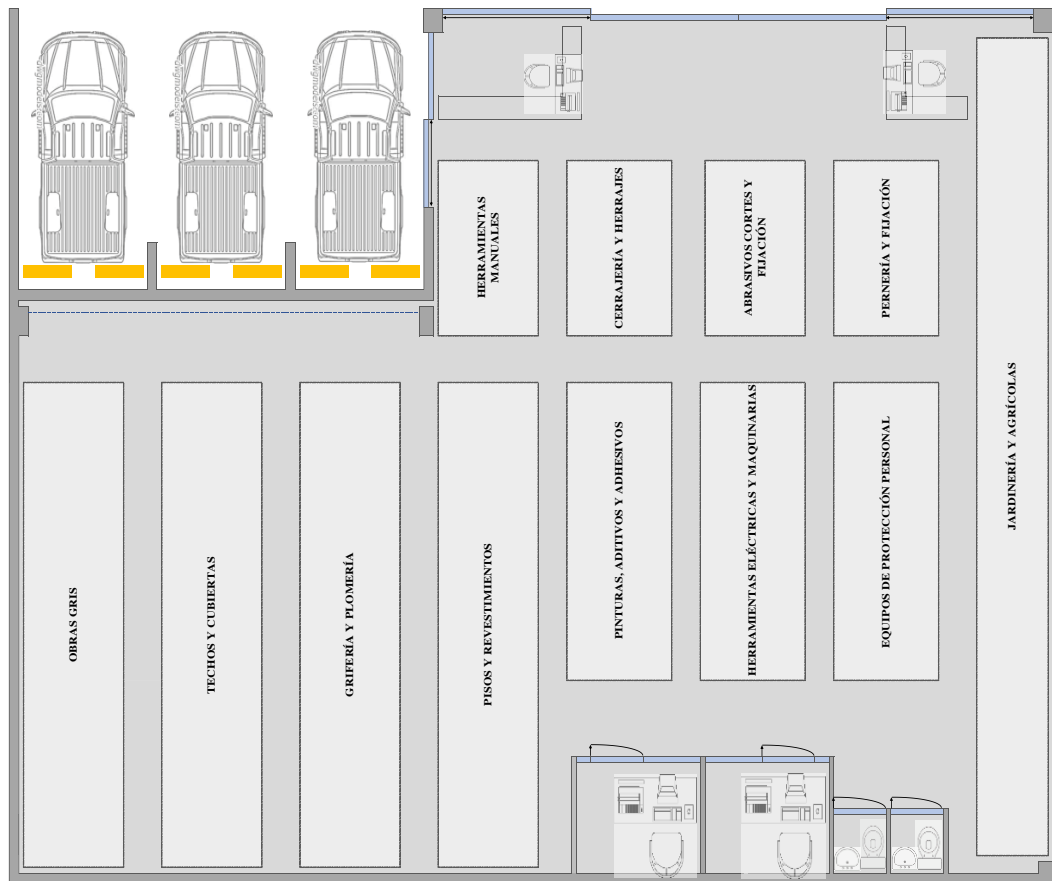 HERRAMIENTAS
MANUALES
CERRAJERÍA Y HERRAJES
ABRASIVOS CORTES Y
FIJACIÓN
PERNERÍA Y FIJACIÓN
JARDINERÍA Y AGRÍCOLAS
OBRAS GRIS
TECHOS Y CUBIERTAS
GRIFERÍA Y PLOMERÍA
PISOS Y REVESTIMIENTOS
PINTURAS, ADITIVOS Y ADHESIVOS
HERRAMIENTAS ELÉCTRICAS Y MAQUINARIAS
EQUIPOS DE PROTECCIÓN PERSONAL